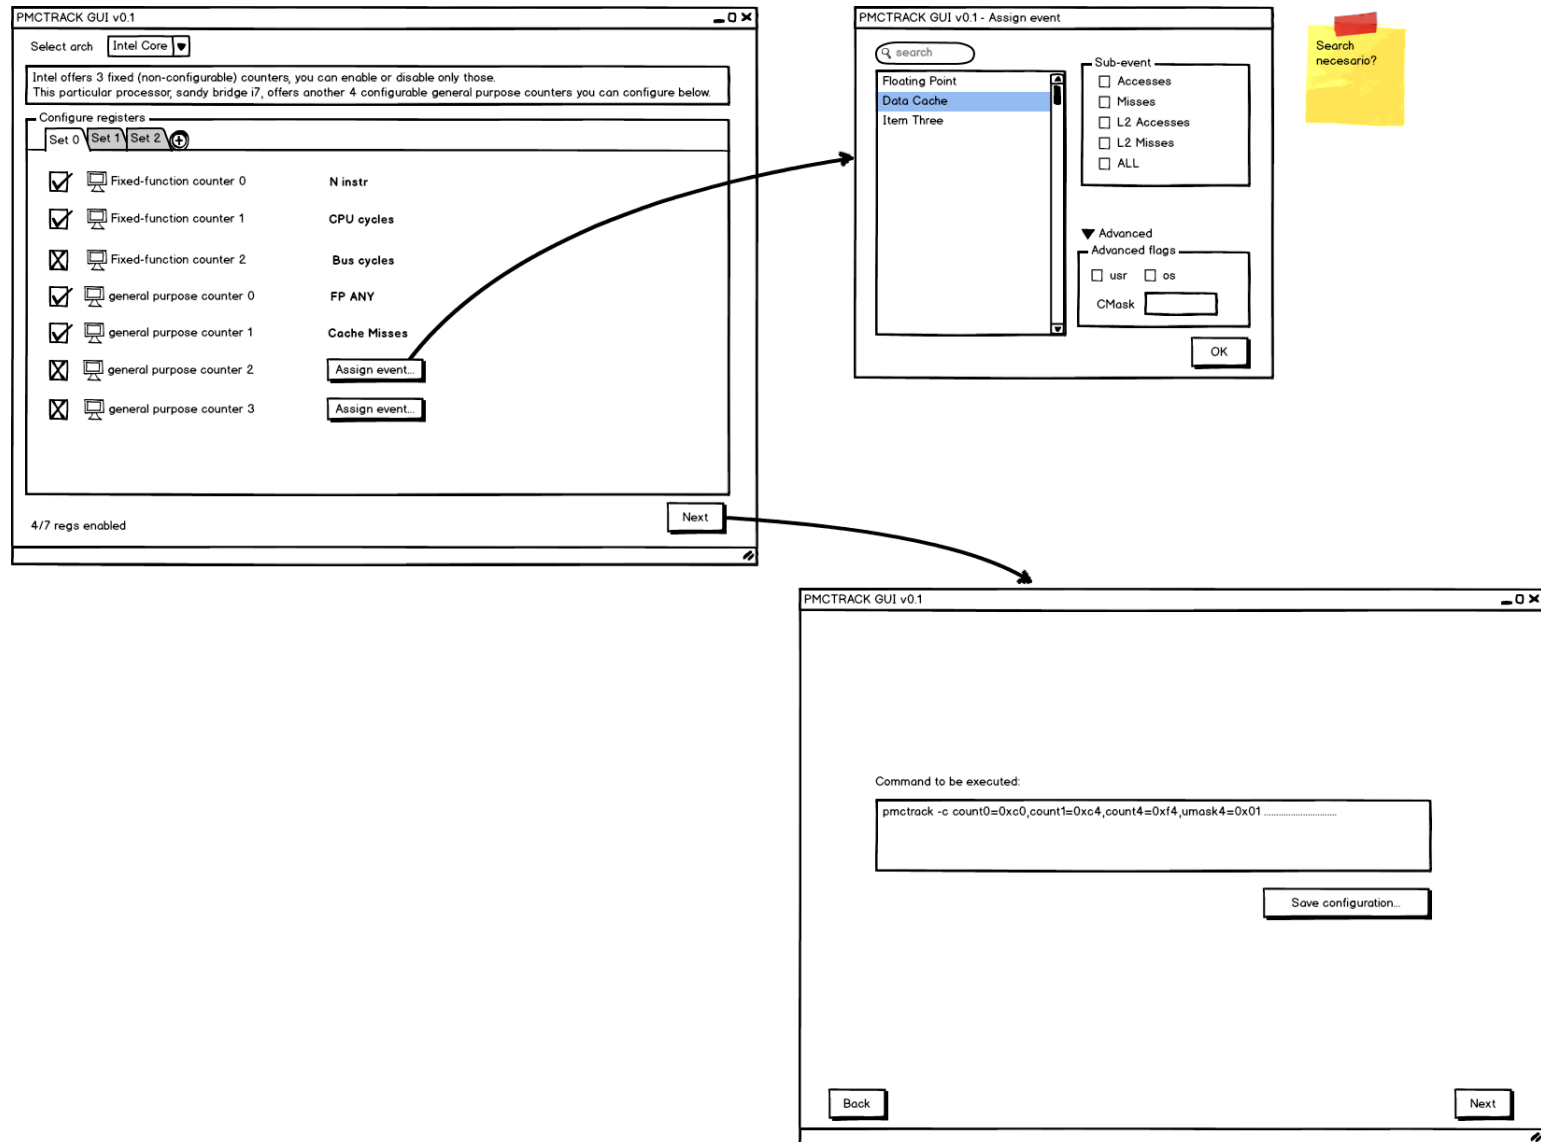 PMCTRACK GUI v0.1
Select arch Intel Core
Intel offers 3 fixed (non-configurable) counters, you can enable or disable only those.
This particular processor, sandy bridge i7, offers another 4 configurable general purpose counters you can configure below.
Configure registers
Set 0 Set 1 Set 2
Fixed-function counter 0 N instr
Fixed-function counter 1 CPU cycles
Fixed-function counter 2 Bus cycles
general purpose counter 0 FP ANY
general purpose counter 1 Cache Misses
general purpose counter 2 Assign event...
general purpose counter 3 Assign event...
4/7 regs enabled
Next
PMCTRACK GUI v0.1 - Assign event
search
Floating Point
Data Cache
Item Three
Sub-event
Accesses
Misses
L2 Accesses
L2 Misses
ALL
Advanced
Advanced flags
usr os
CMask
OK
Search
necesario?
PMCTRACK GUI v0.1
Command to be executed:
pmctrack -c count0=0xc0,count1=0xc4,count4=0xf4,umask4=0x01 .............................
Save configuration...
Back
Next